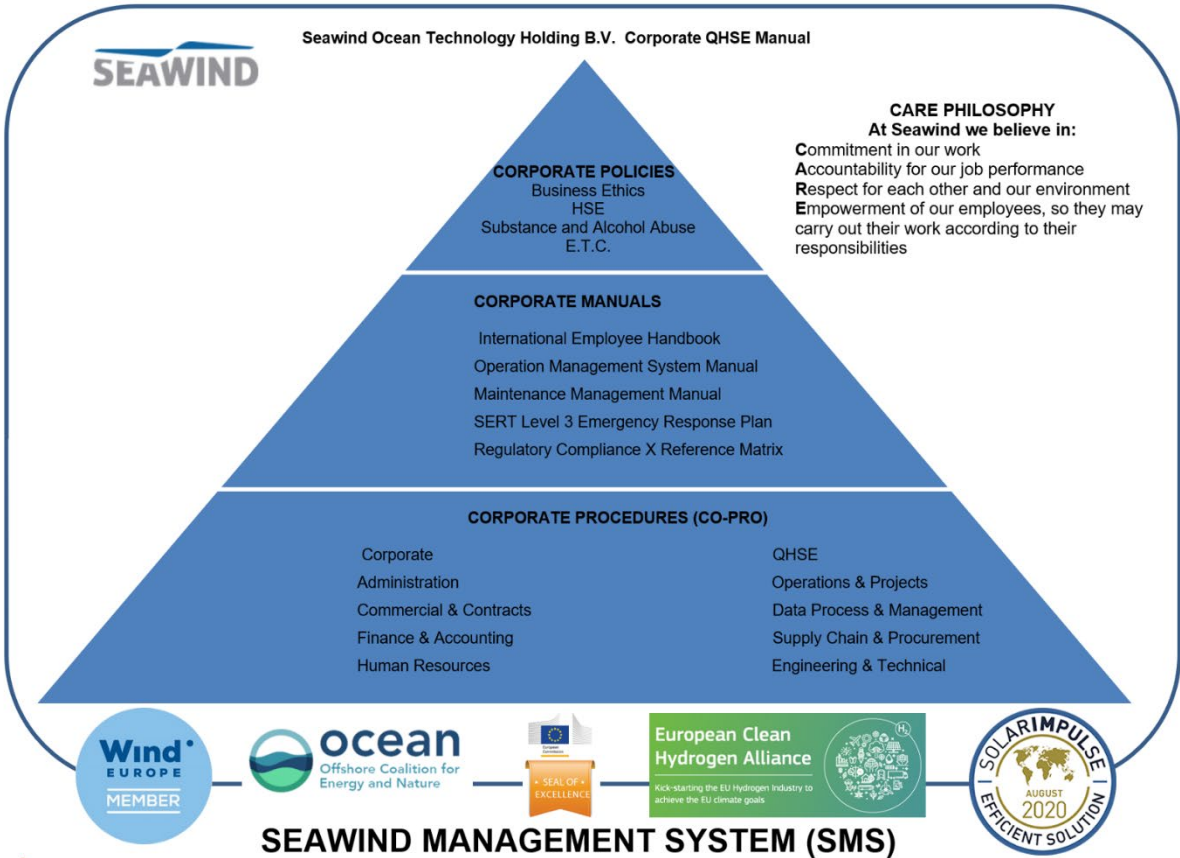 Seawind Ocean Technology Holding B.V. Corporate QHSE Manual
SEAWIND
CARE PHILOSOPHY
At Seawind we believe in:
Commitment in our work
Accountability for our job performance
Respect for each other and our environment
Empowerment of our employees, so they may
carry out their work according to their
responsibilities
CORPORATE POLICIES
Business Ethics
HSE
Substance and Alcohol Abuse
E.T.C.
CORPORATE MANUALS
International Employee Handbook
Operation Management System Manual
Maintenance Management Manual
SERT Level 3 Emergency Response Plan
Regulatory Compliance X Reference Matrix
CORPORATE PROCEDURES (CO-PRO)
Corporate
Administration
Commercial & Contracts
Finance & Accounting
Human Resources
QHSE
Operations & Projects
Data Process & Management
Supply Chain & Procurement
Engineering & Technical
Wind
EUROPE
MEMBER
ocean
Offshore Coalition for
Energy and Nature
European
Commission
SEAL OF
EXCELLENCE
European Clean
Hydrogen Alliance
Kick-starting the EU Hydrogen Industry to
achieve the EU climate goals
H2
SOLARIMPULSE
AUGUST
2020
EFFICIENT SOLUTION
SEAWIND MANAGEMENT SYSTEM (SMS)